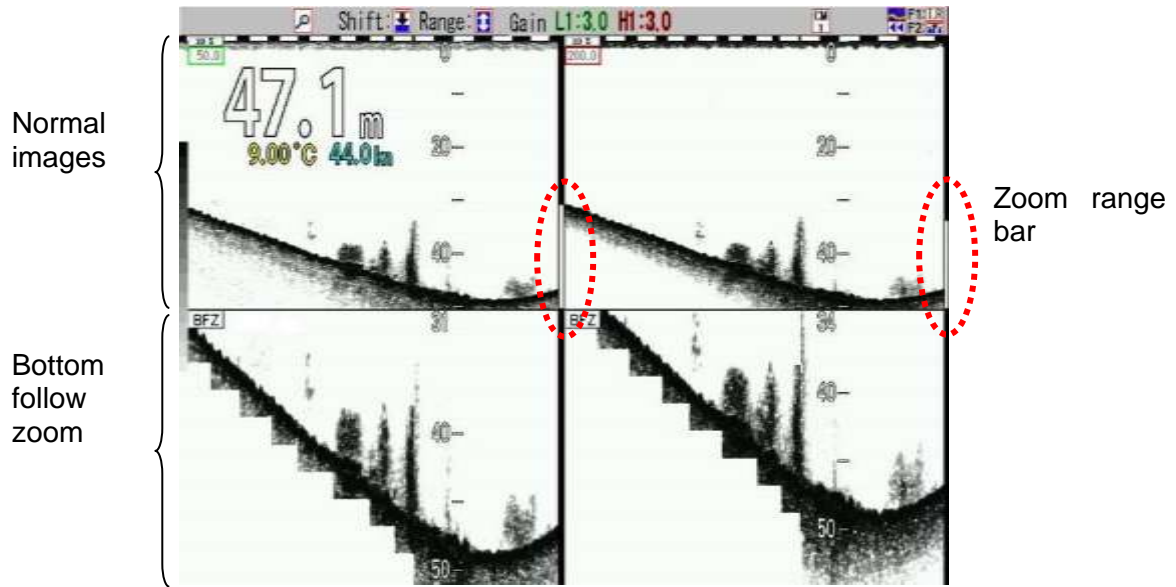 Shift: Range: Gain L1:3.0 H1:3.0
F1:
F2:
50.0
200.0
0
0
47.1 m
9.00°C 44.0kn
20
20
40
40
Normal
images
Zoom range
bar
BFZ
31
BFZ
34
Bottom
follow
zoom
40
40
50
50